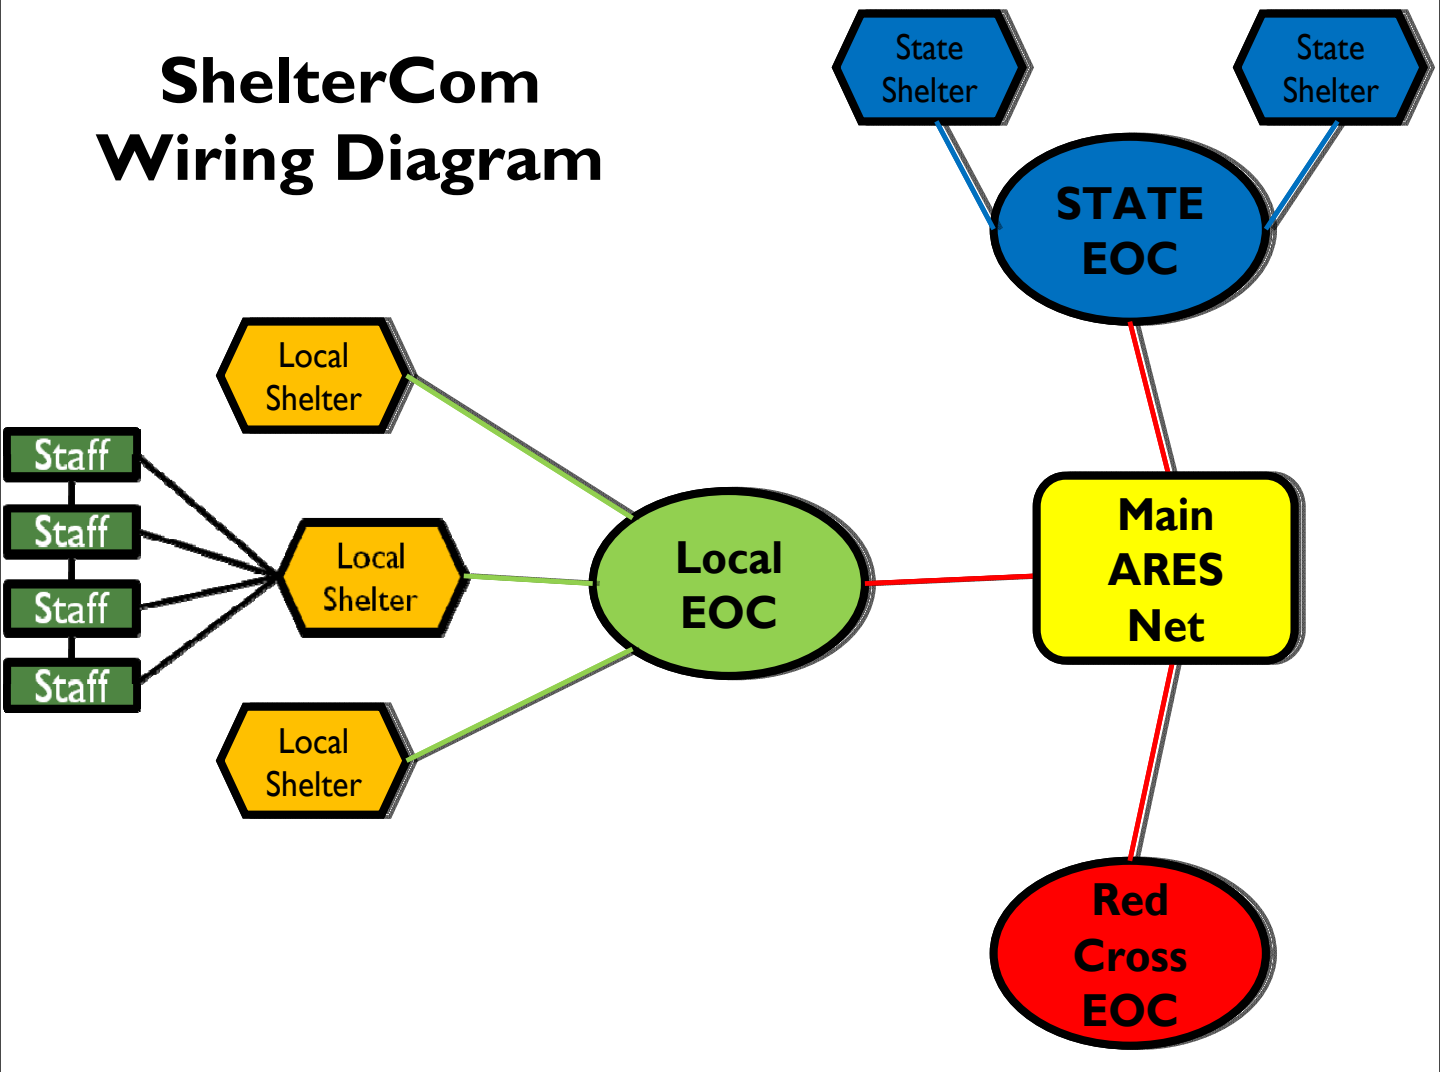 ShelterCom
Wiring Diagram
State
Shelter
State
Shelter
STATE
EOC
Local
Shelter
Staff
Staff
Staff
Staff
Local
Shelter
Local
EOC
Main
ARES
Net
Local
Shelter
Red
Cross
EOC